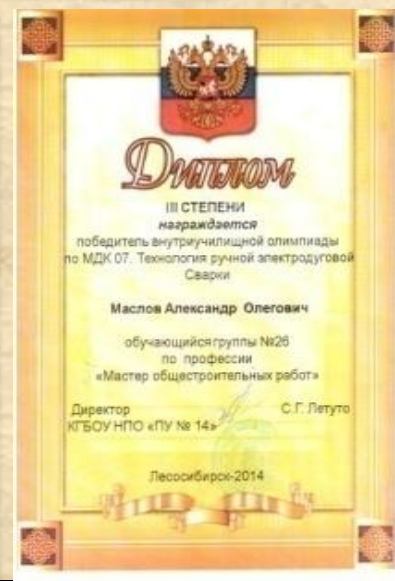 Диплом
III СТЕПЕНИ
награждается
победитель внутриучилищной олимпиады
по МДК 07. Технология ручной электродуговой
Сварки
Маслов Александр Олегович
обучающийся группы №26
по профессии
«Мастер общестроительных работ»
Директор С.Г. Летуто
КГБОУ НПО «ПУ № 14»
Лесосибирск-2014